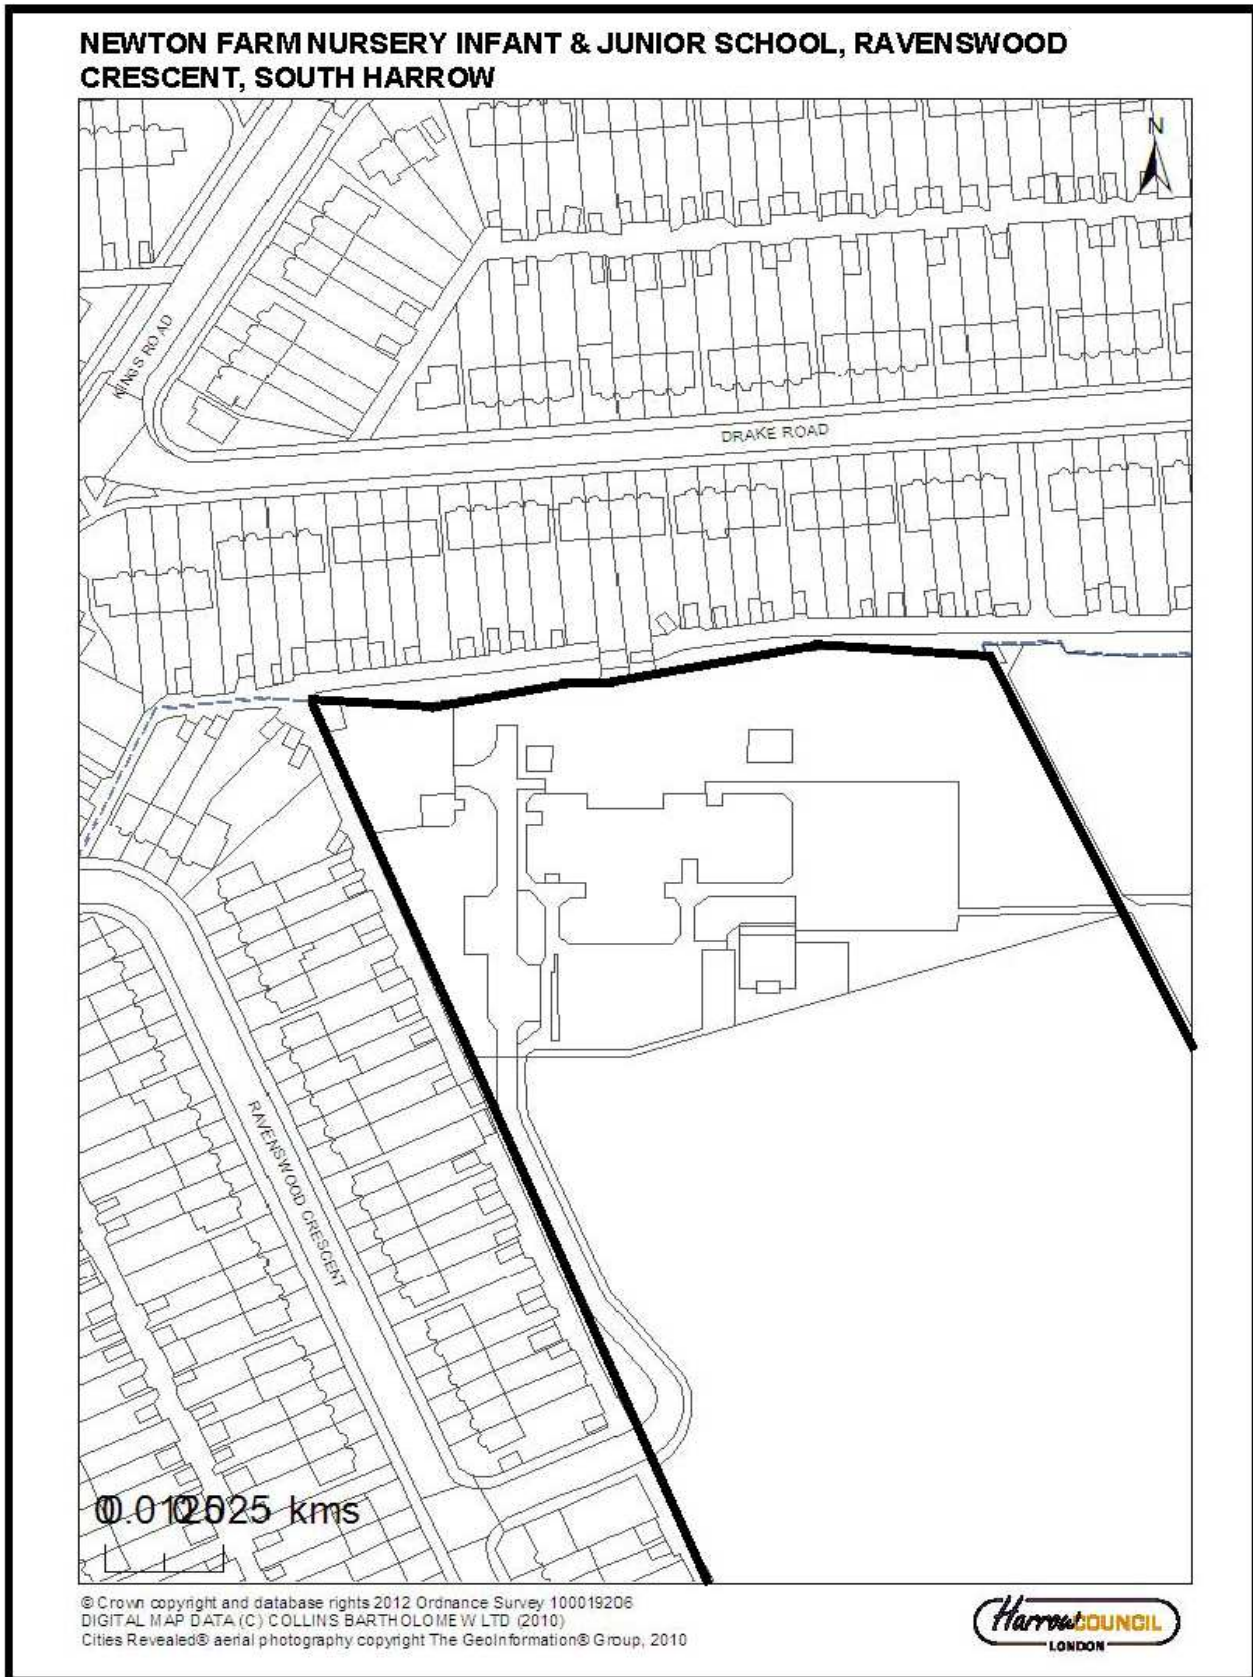 NEWTON FARM NURSERY INFANT & JUNIOR SCHOOL, RAVENSWOOD
CRESCENT, SOUTH HARROW
N
KINGS ROAD
DRAKE ROAD
RAVENSWOOD CRESCENT
kms
© Crown copyright and database rights 2012 Ordnance Survey 100019206
DIGITAL MAP DATA (C) COLLINS BARTHOLOMEW LTD (2010)
Cities Revealed® aerial photography copyright The GeoInformation® Group, 2010
Harrow COUNCIL
LONDON